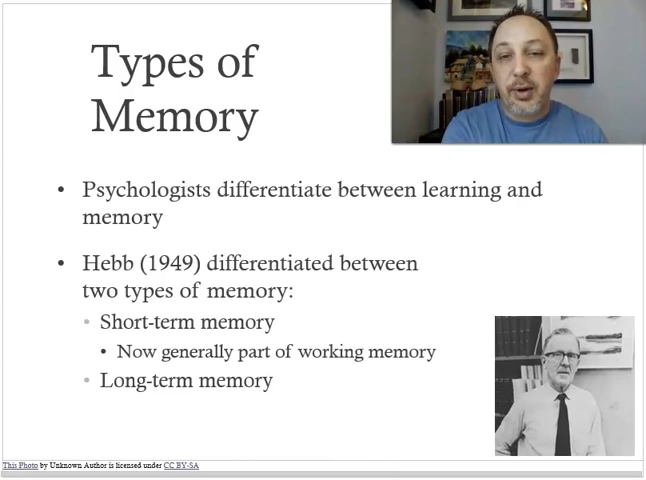 Types of
Memory
• Psychologists differentiate between learning and
memory
• Hebb (1949) differentiated between
two types of memory:
• Short-term memory
• Now generally part of working memory
• Long-term memory
This Photo by Unknown Author is licensed under CC BY-SA